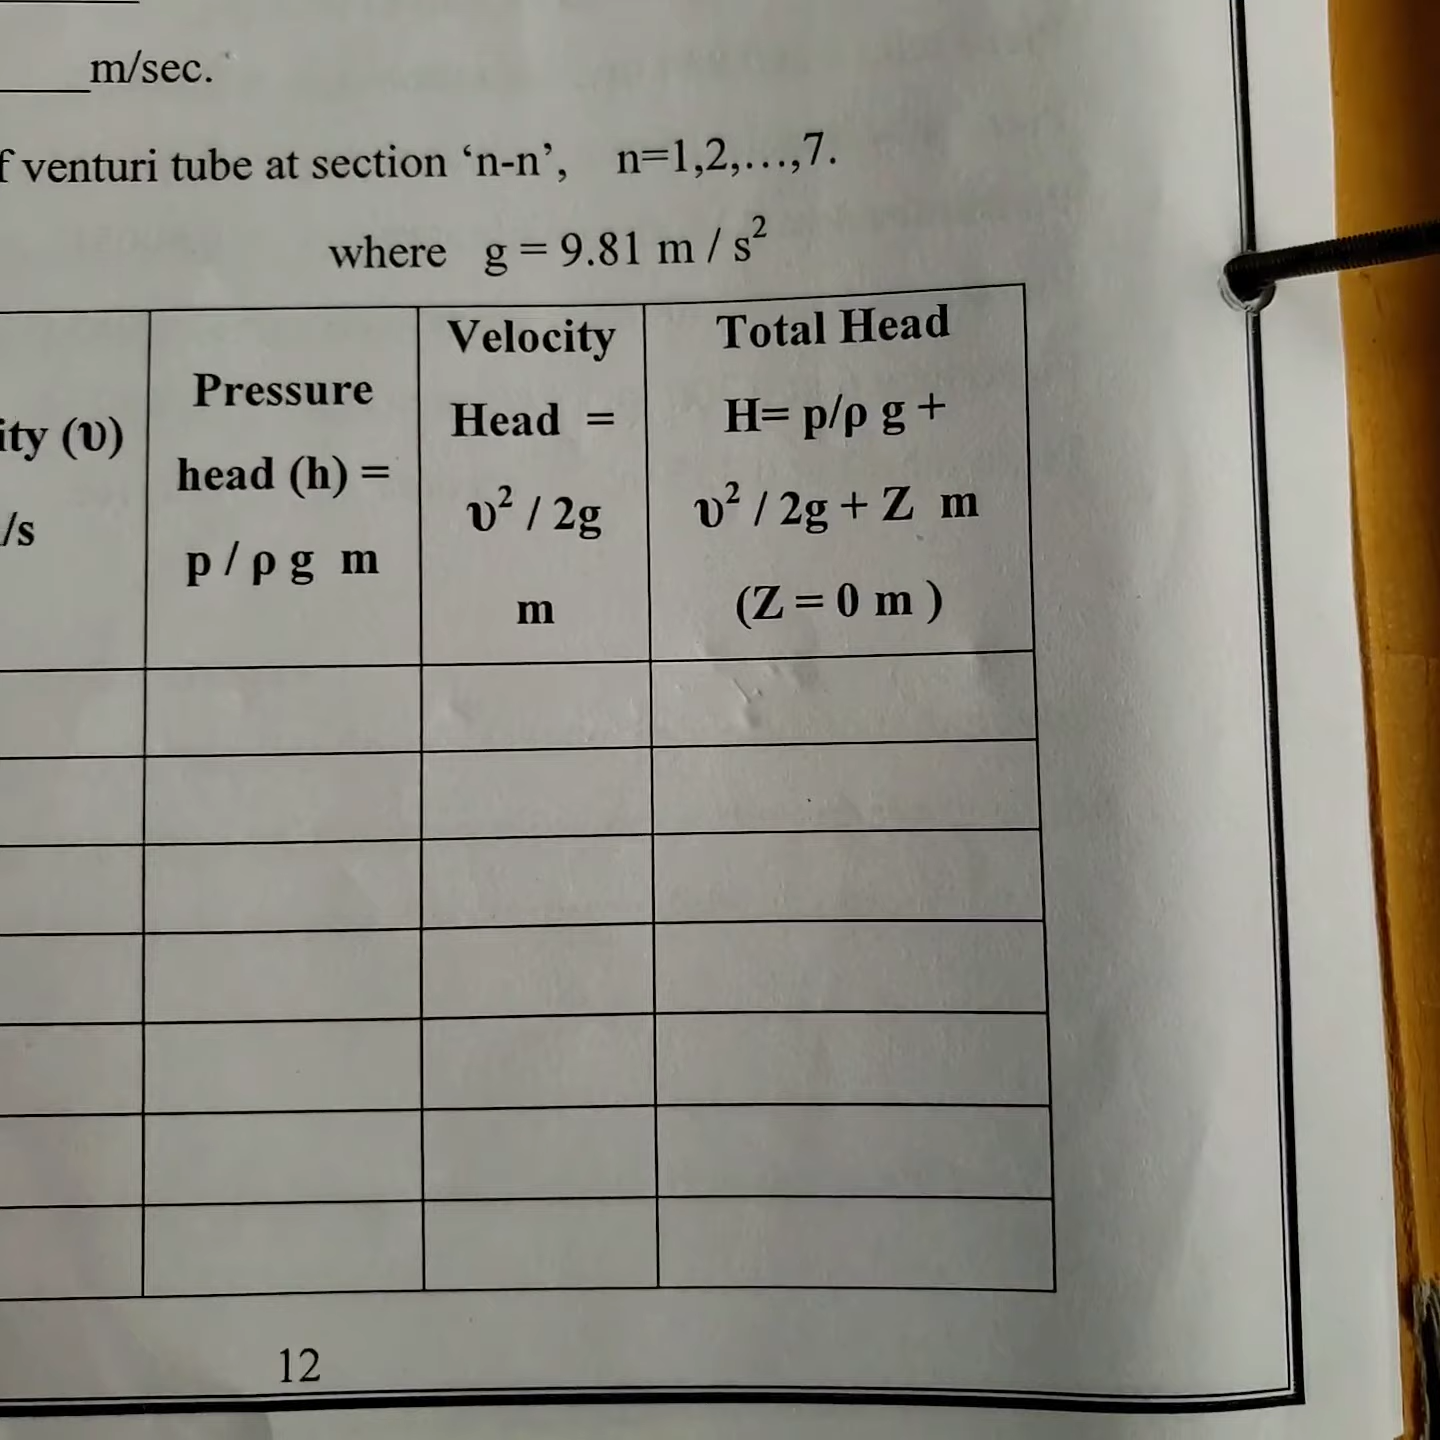 m/sec.
venturi tube at section ‘n-n’, n=1,2,…,7.
where g = 9.81 m / s²
(υ)
/s
Pressure
head (h) =
p / ρ g m
Velocity
Head =
υ² / 2g
m
Total Head
H= p/ρ g +
υ² / 2g + Z m
(Z = 0 m )
12